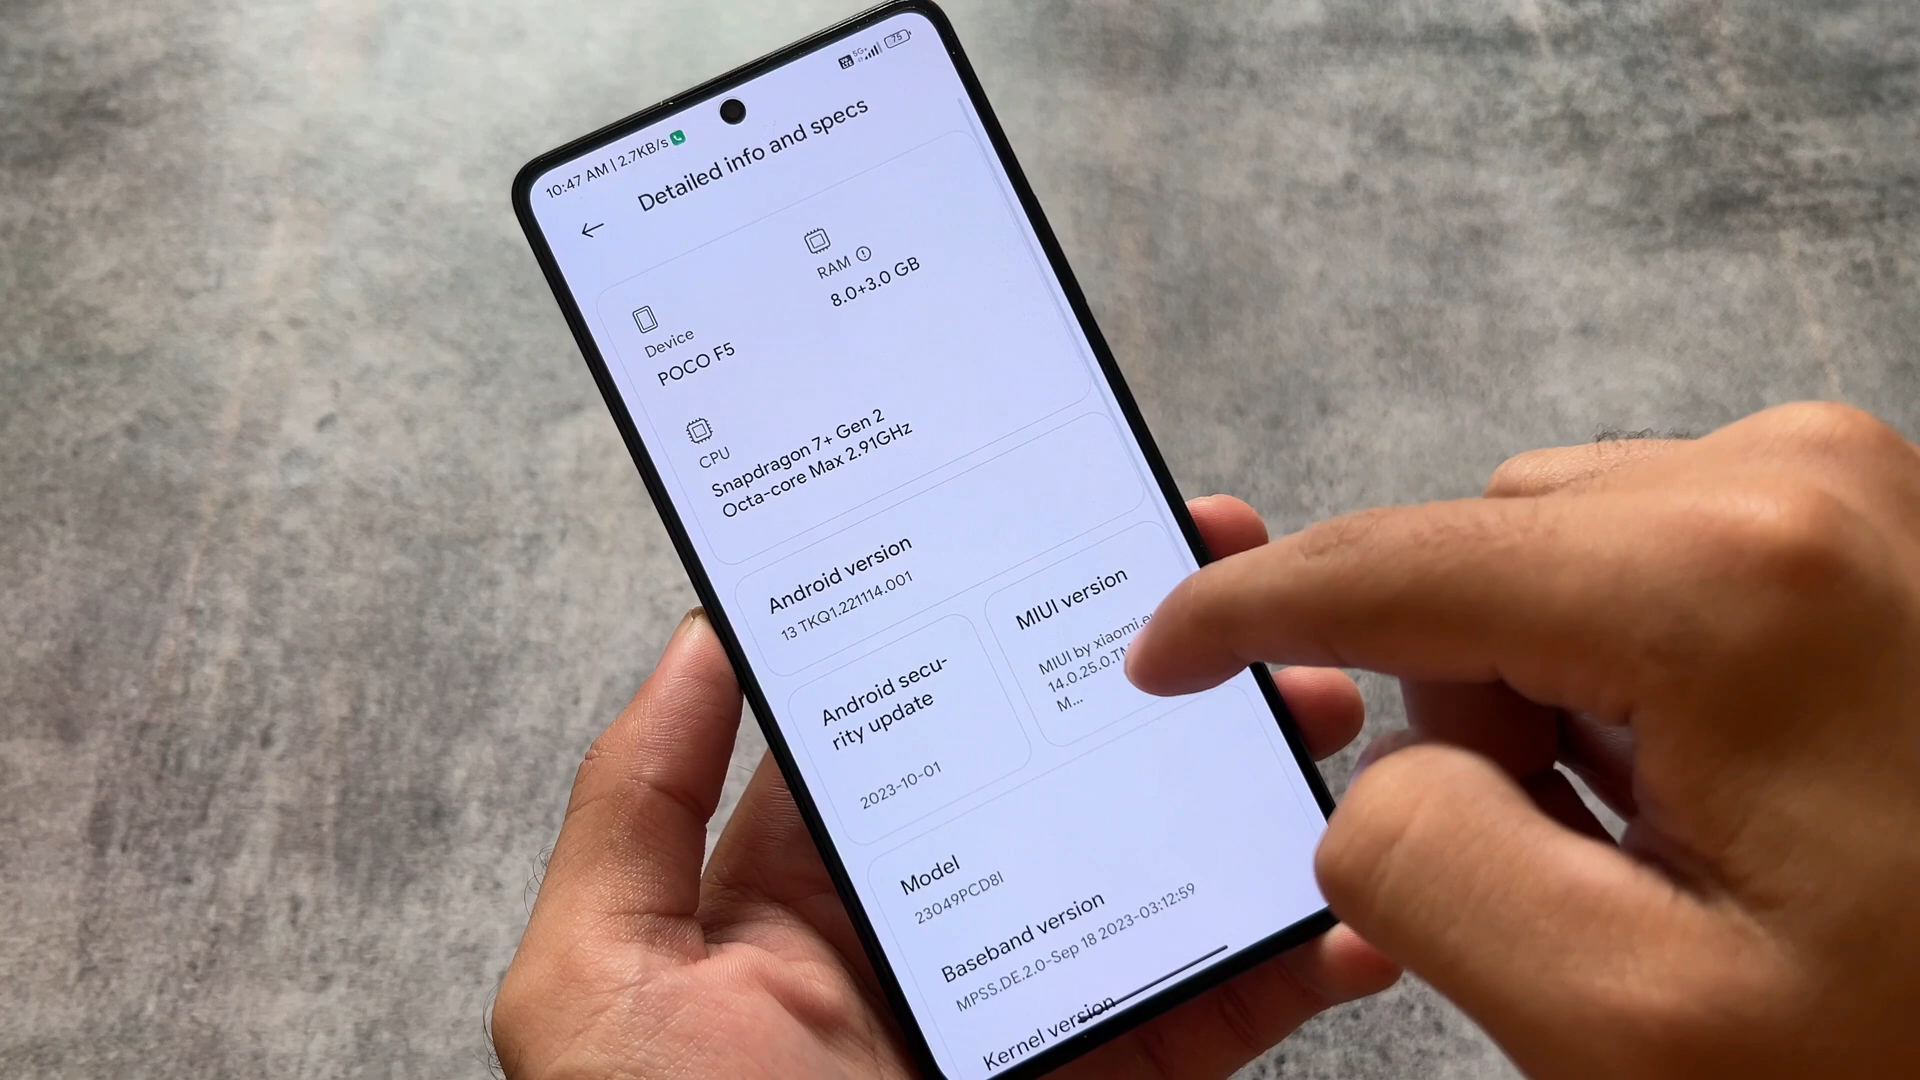 10:47 AM | 2.7KB/s
5G+
75
Detailed info and specs
Device
POCO F5
RAM
8.0+3.0 GB
CPU
Snapdragon 7+ Gen 2
Octa-core Max 2.91GHz
Android version
13 TKQ1.221114.001
Android secu-
rity update
2023-10-01
MIUI version
MIUI by xiaomi.e
14.0.25.0.TM
M...
Model
23049PCD8I
Baseband version
MPSS.DE.2.0-Sep 18 2023-03:12:59
Kernel version